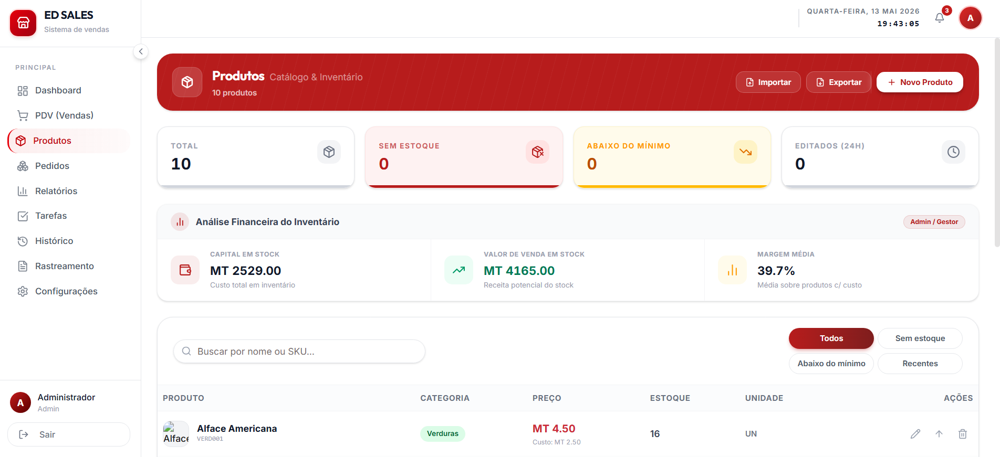 ED SALES
Sistema de vendas
QUARTA-FEIRA, 13 MAI 2026
19:43:05
3
A
PRINCIPAL
Dashboard
PDV (Vendas)
Produtos
Pedidos
Relatórios
Tarefas
Histórico
Rastreamento
Configurações
A
Administrador
Admin
Sair
Produtos Catálogo & Inventário
10 produtos
Importar
Exportar
Novo Produto
TOTAL
10
SEM ESTOQUE
0
ABAIXO DO MÍNIMO
0
EDITADOS (24H)
0
Análise Financeira do Inventário
Admin / Gestor
CAPITAL EM STOCK
MT 2529.00
Custo total em inventário
VALOR DE VENDA EM STOCK
MT 4165.00
Receita potencial do stock
MARGEM MÉDIA
39.7%
Média sobre produtos c/ custo
Buscar por nome ou SKU...
Todos
Sem estoque
Abaixo do mínimo
Recentes
PRODUTO CATEGORIA PREÇO ESTOQUE UNIDADE AÇÕES
Alface
Alface Americana
VERD001
Verduras
MT 4.50
Custo: MT 2.50
16
UN